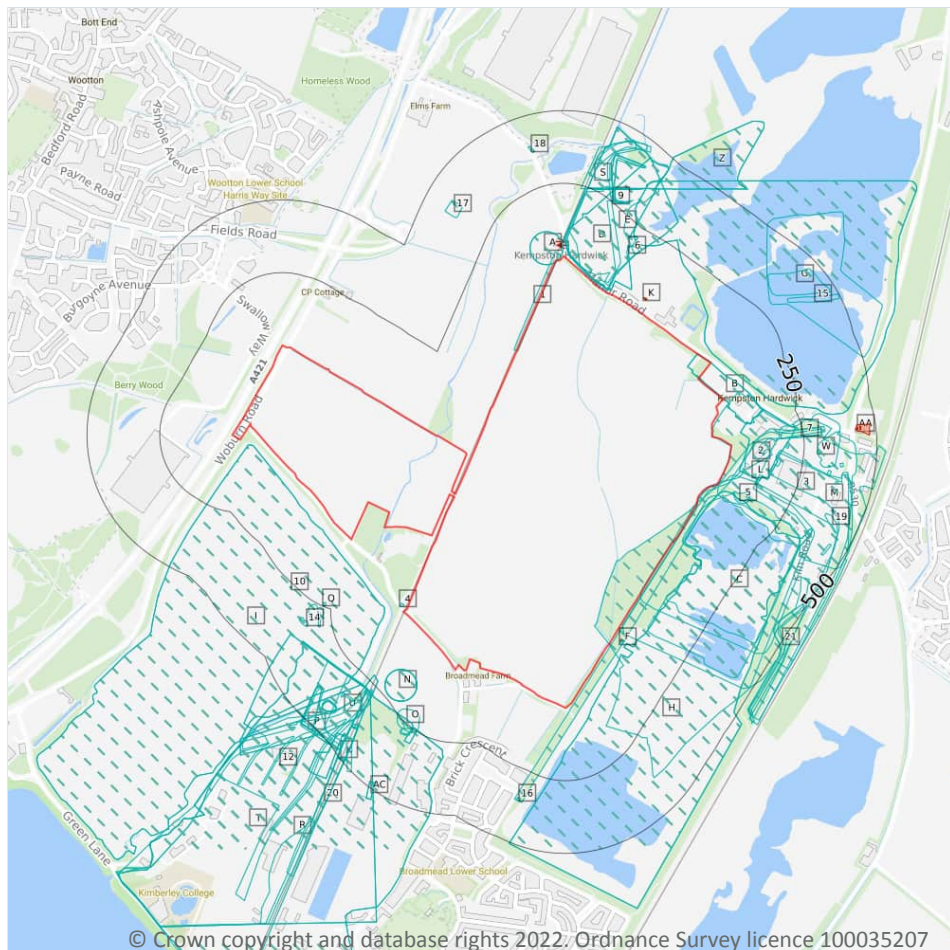 Bott End
Wootton
Bedford Road
Ashpole Avenue
Payne Road
Homeless Wood
Elms Farm
18
S
Z
Wootton Lower School-
Harris Way Site
17
9
E
Fields Road
A
D
6
Kempston Hardwick
G
15
Burgoyne Avenue
CP Cottage
J
K
Manor Road
Swallow
Way
250
A421
Berry Wood
B
Kempston Hardwick
AA
7
W
Woburn Road
2
L
3
5
M
19
C
500
10
Q
4
I
14
F
21
N
Broadmead Farm
H
U
O
P
12
Brick Crescent
AC
20
16
T
R
Green Lane
Broadmead Lower School
Kimberley College
© Crown copyright and database rights 2022. Ordnance Survey licence 100035207